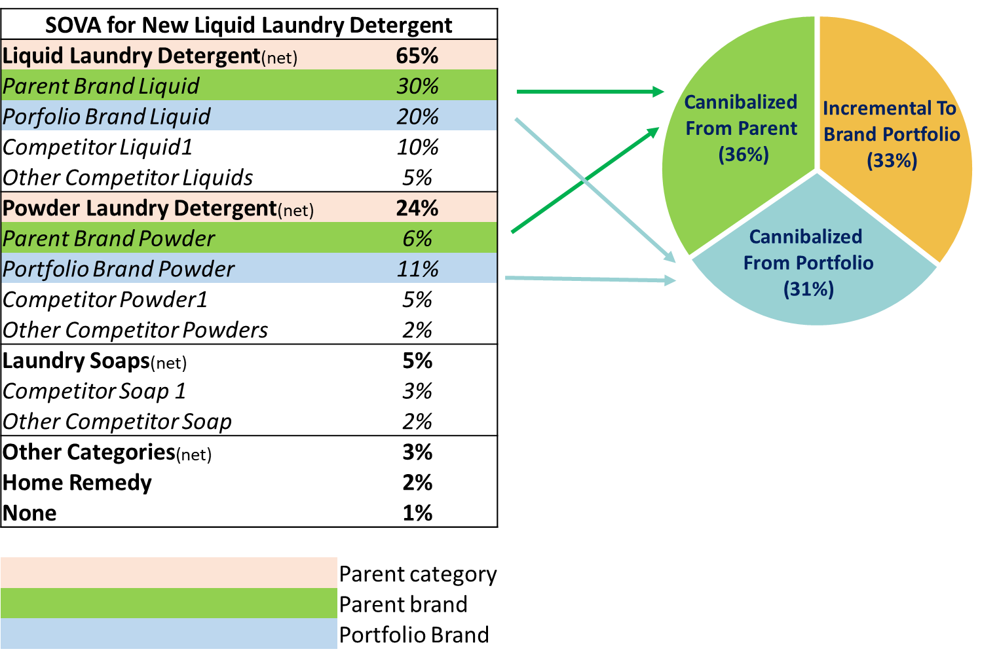 SOVA for New Liquid Laundry Detergent
Liquid Laundry Detergent(net) 65%
Parent Brand Liquid 30%
Porfolio Brand Liquid 20%
Competitor Liquid1 10%
Other Competitor Liquids 5%
Powder Laundry Detergent(net) 24%
Parent Brand Powder 6%
Portfolio Brand Powder 11%
Competitor Powder1 5%
Other Competitor Powders 2%
Laundry Soaps(net) 5%
Competitor Soap 1 3%
Other Competitor Soap 2%
Other Categories(net) 3%
Home Remedy 2%
None 1%
Parent category
Parent brand
Portfolio Brand
Cannibalized
From Parent
(36%)
Incremental To
Brand Portfolio
(33%)
Cannibalized
From Portfolio
(31%)